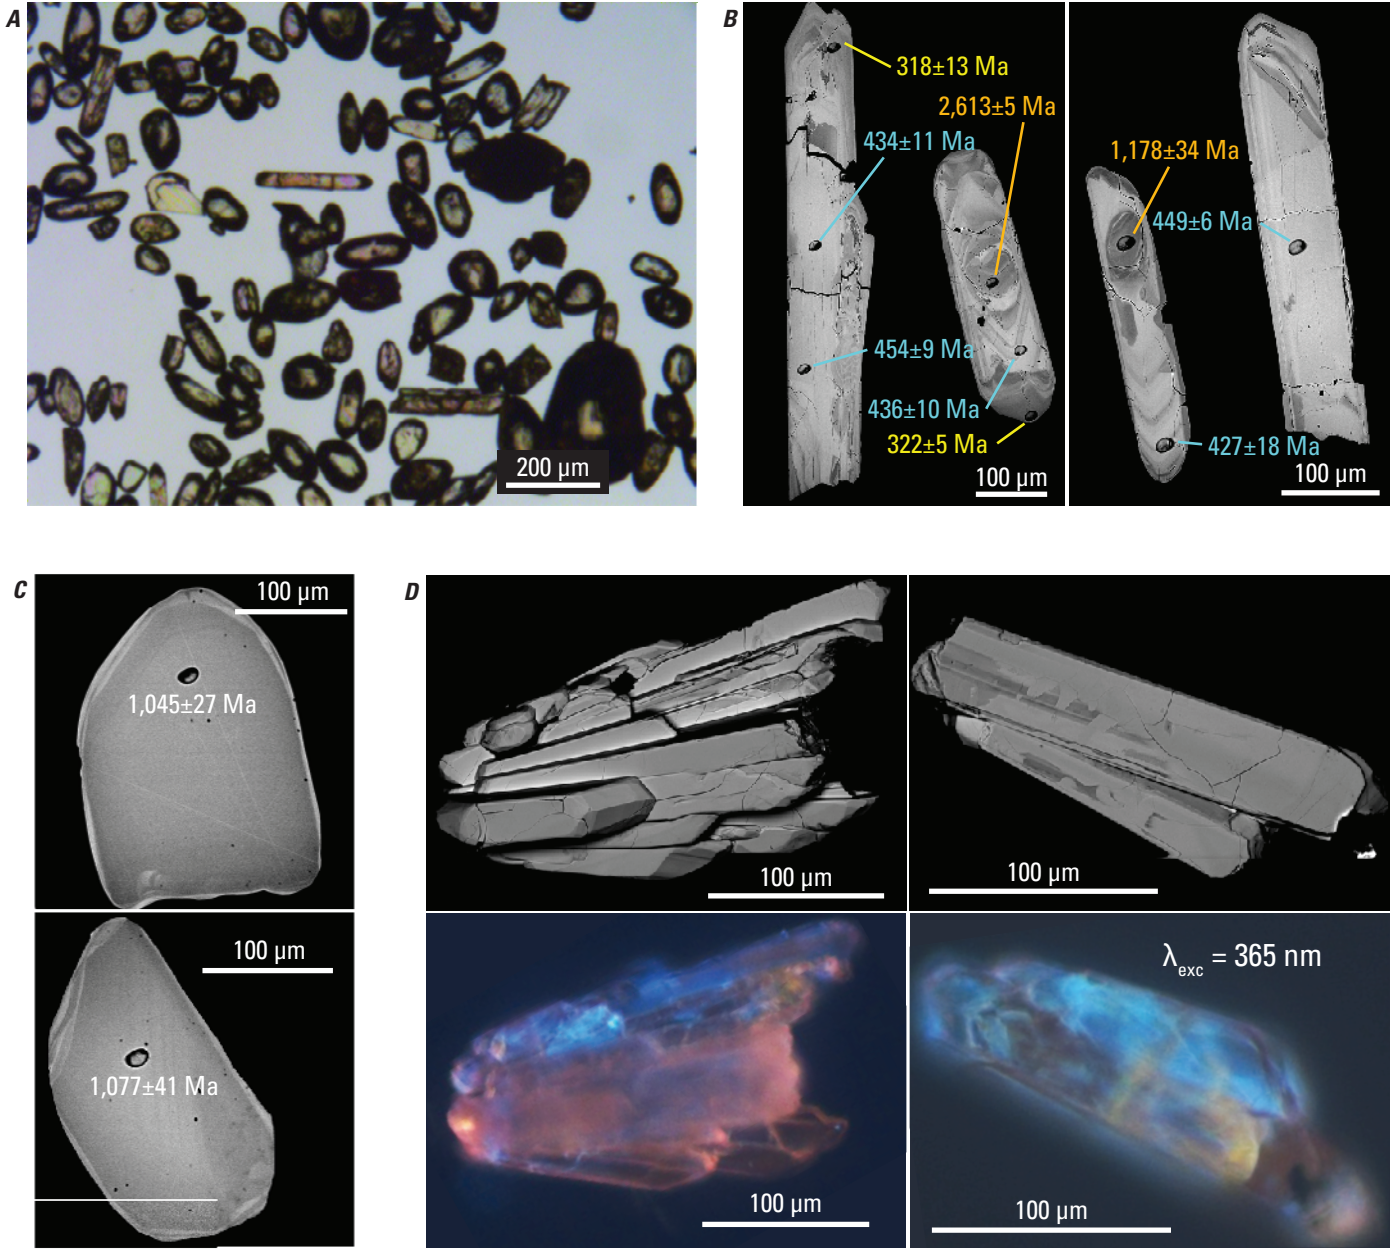 A
200 µm
B
318±13 Ma
2,613±5 Ma
434±11 Ma
454±9 Ma
436±10 Ma
322±5 Ma
100 µm
1,178±34 Ma
449±6 Ma
427±18 Ma
100 µm
C
100 µm
1,045±27 Ma
100 µm
1,077±41 Ma
D
100 µm
100 µm
100 µm
λexc = 365 nm
100 µm